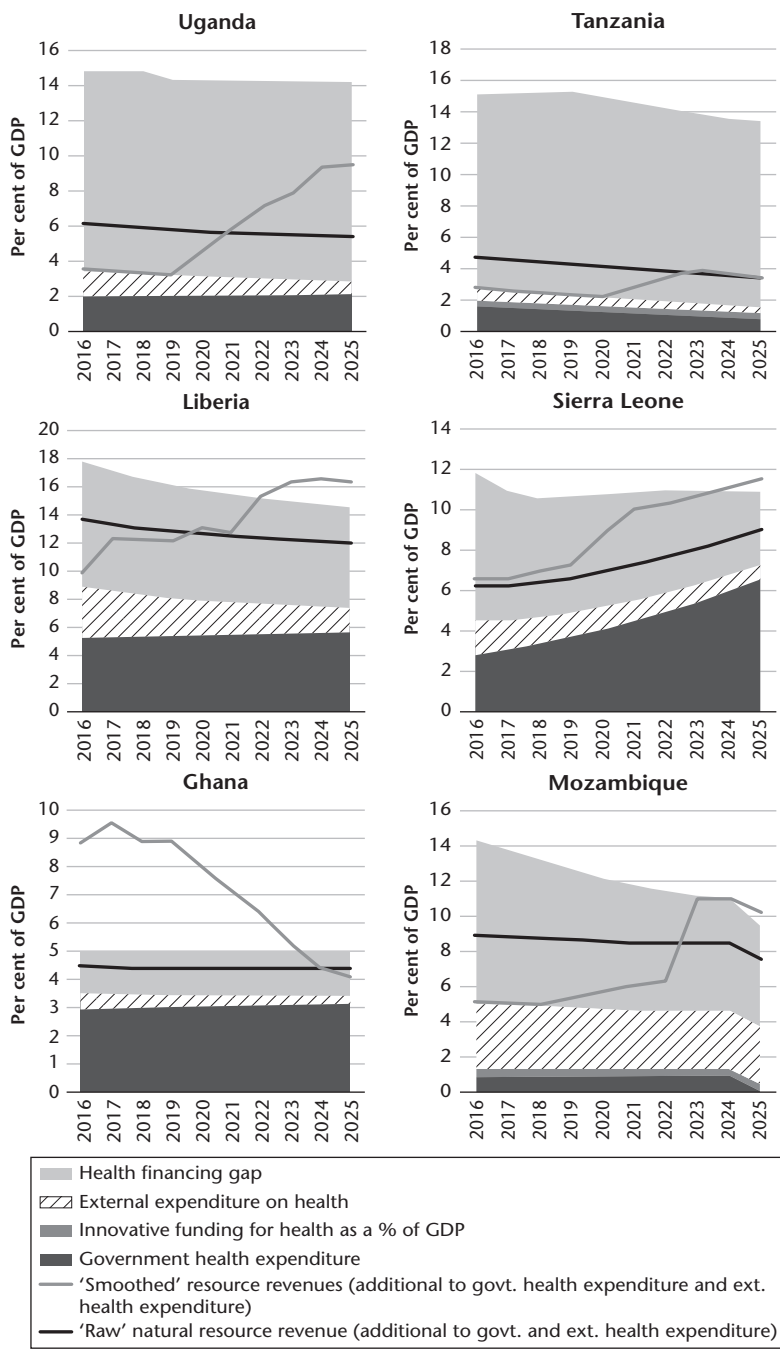 Uganda
Per cent of GDP
16
14
12
10
8
6
4
2
0
2016 2017 2018 2019 2020 2021 2022 2023 2024 2025
Tanzania
Per cent of GDP
18
16
14
12
10
8
6
4
2
0
2016 2017 2018 2019 2020 2021 2022 2023 2024 2025
Liberia
Per cent of GDP
20
18
16
14
12
10
8
6
4
2
0
2016 2017 2018 2019 2020 2021 2022 2023 2024 2025
Sierra Leone
Per cent of GDP
14
12
10
8
6
4
2
0
2016 2017 2018 2019 2020 2021 2022 2023 2024 2025
Ghana
Per cent of GDP
10
9
8
7
6
5
4
3
2
1
0
2016 2017 2018 2019 2020 2021 2022 2023 2024 2025
Mozambique
Per cent of GDP
16
14
12
10
8
6
4
2
0
2016 2017 2018 2019 2020 2021 2022 2023 2024 2025
Health financing gap
External expenditure on health
Innovative funding for health as a % of GDP
Government health expenditure
'Smoothed' resource revenues (additional to govt. health expenditure and ext.
health expenditure)
'Raw' natural resource revenue (additional to govt. and ext. health expenditure)